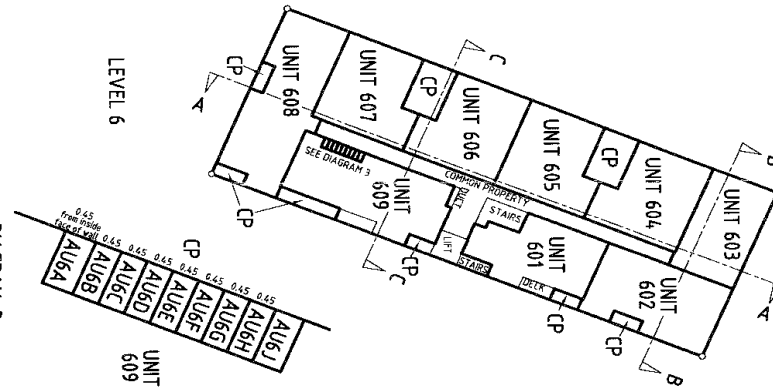 LEVEL 6
UNIT 608
CP
A
UNIT 607
CP
C
UNIT 606
UNIT 605
CP
UNIT 604
B
UNIT 603
A
SEE DIAGRAM 3
UNIT 609
COMMON PROPERTY
DUCT
STAIRS
LIFT
STAIRS
UNIT 601
DECK
UNIT 602
CP
CP
CP
CP
C
B
0.45
from inside
face of wall
0.45
0.45
0.45
0.45
0.45
0.45
0.45
0.45
CP
AU6A
AU6B
AU6C
AU6D
AU6E
AU6F
AU6G
AU6H
AU6J
UNIT 609